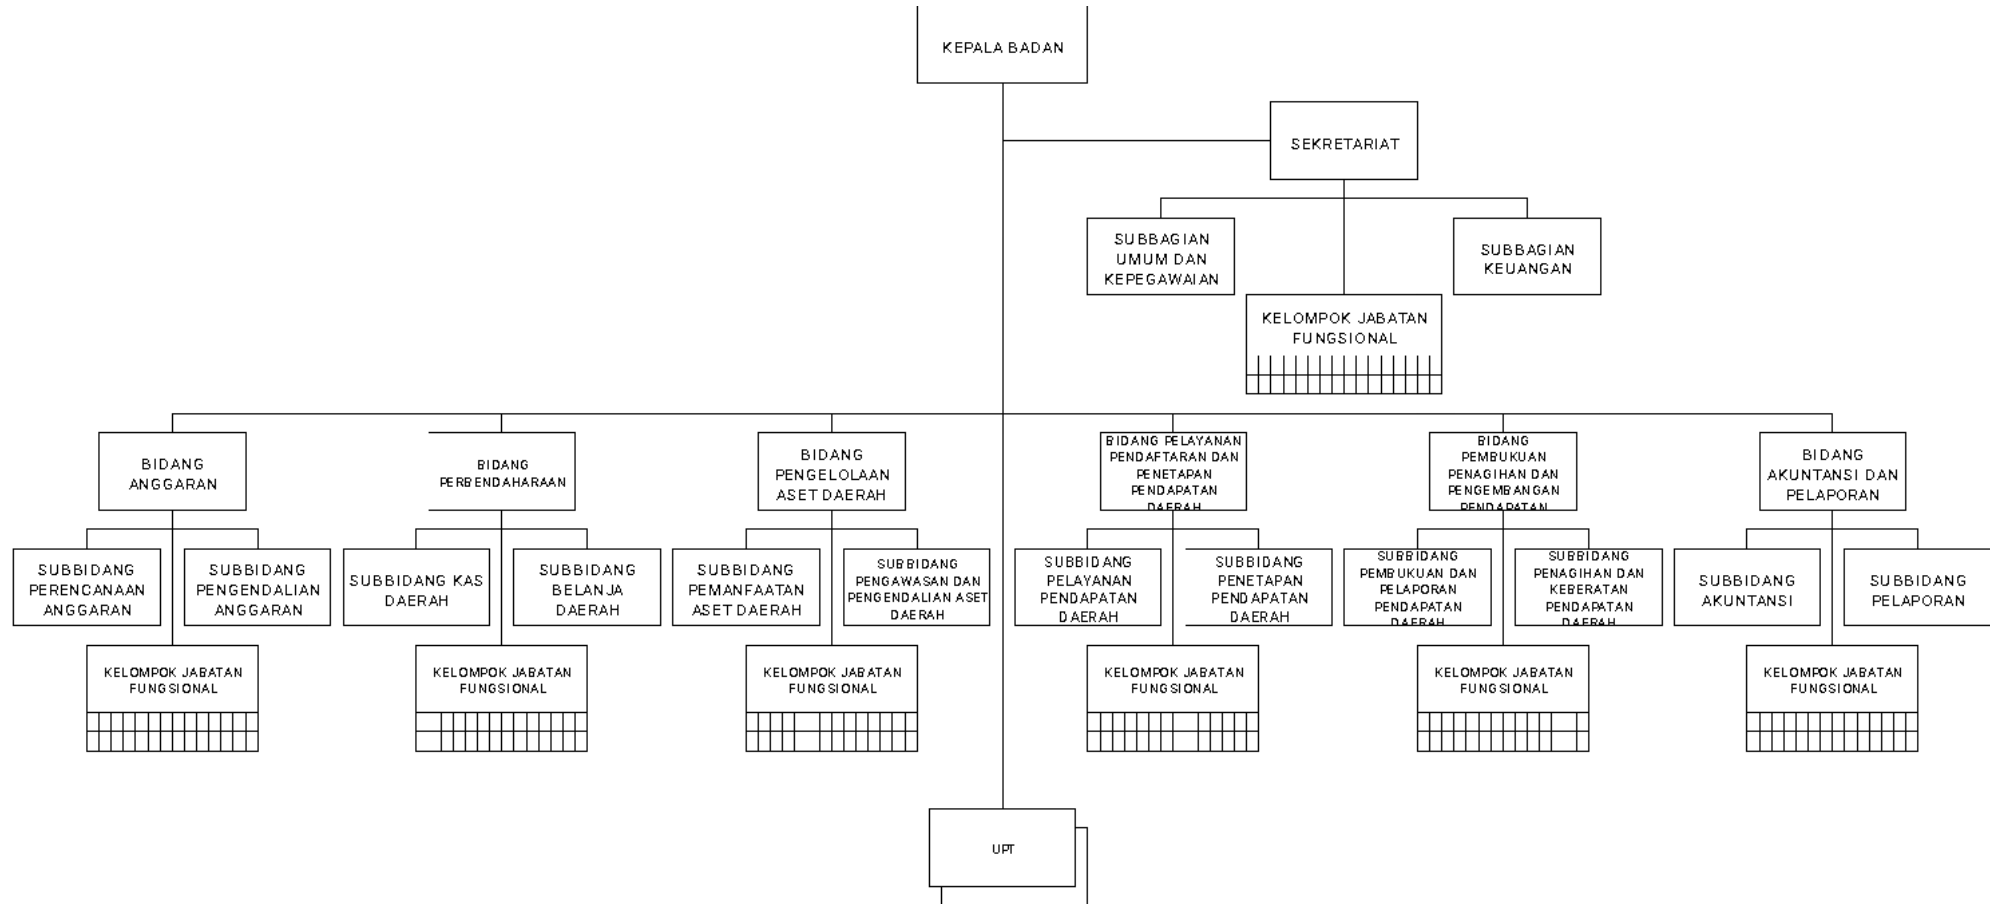 KEPALA BADAN
SEKRETARIAT
SUBBAGIAN
UMUM DAN
KEPEGAWAIAN
SUBBAGIAN
KEUANGAN
KELOMPOK JABATAN
FUNGSIONAL
BIDANG
ANGGARAN
BIDANG
PERBENDAHARAAN
BIDANG
PENGELOLAAN
ASET DAERAH
BIDANG PELAYANAN
PENDAFTARAN DAN
PENETAPAN
PENDAPATAN
DAERAH
BIDANG
PEMBUKUAN
PENAGIHAN DAN
PENGEMBANGAN
PENDAPATAN
BIDANG
AKUNTANSI DAN
PELAPORAN
SUBBIDANG
PERENCANAAN
ANGGARAN
SUBBIDANG
PENGENDALIAN
ANGGARAN
SUBBIDANG KAS
DAERAH
SUBBIDANG
BELANJA
DAERAH
SUBBIDANG
PEMANFAATAN
ASET DAERAH
SUBBIDANG
PENGAWASAN DAN
PENGENDALIAN ASET
DAERAH
SUBBIDANG
PELAYANAN
PENDAPATAN
DAERAH
SUBBIDANG
PENETAPAN
PENDAPATAN
DAERAH
SUBBIDANG
PEMBUKUAN DAN
PELAPORAN
PENDAPATAN
DAERAH
SUBBIDANG
PENAGIHAN DAN
KEBERATAN
PENDAPATAN
DAERAH
SUBBIDANG
AKUNTANSI
SUBBIDANG
PELAPORAN
KELOMPOK JABATAN
FUNGSIONAL
KELOMPOK JABATAN
FUNGSIONAL
KELOMPOK JABATAN
FUNGSIONAL
KELOMPOK JABATAN
FUNGSIONAL
KELOMPOK JABATAN
FUNGSIONAL
KELOMPOK JABATAN
FUNGSIONAL
UPT